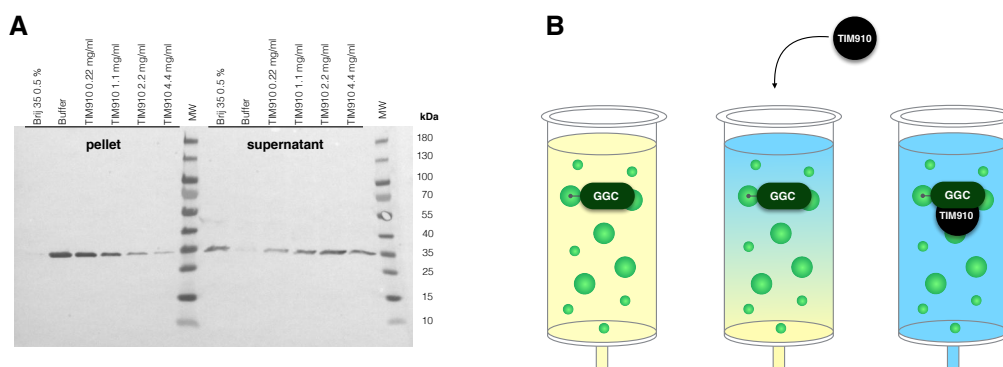 A
Brij 35 0.5 %
Buffer
TIM910 0.22 mg/ml
TIM910 1.1 mg/ml
TIM910 2.2 mg/ml
TIM910 4.4 mg/ml
MW
Brij 35 0.5 %
Buffer
TIM910 0.22 mg/ml
TIM910 1.1 mg/ml
TIM910 2.2 mg/ml
TIM910 4.4 mg/ml
MW
kDa
pellet
supernatant
180
130
100
70
55
40
35
25
15
10
B
TIM910
GGC
GGC
GGC
TIM910